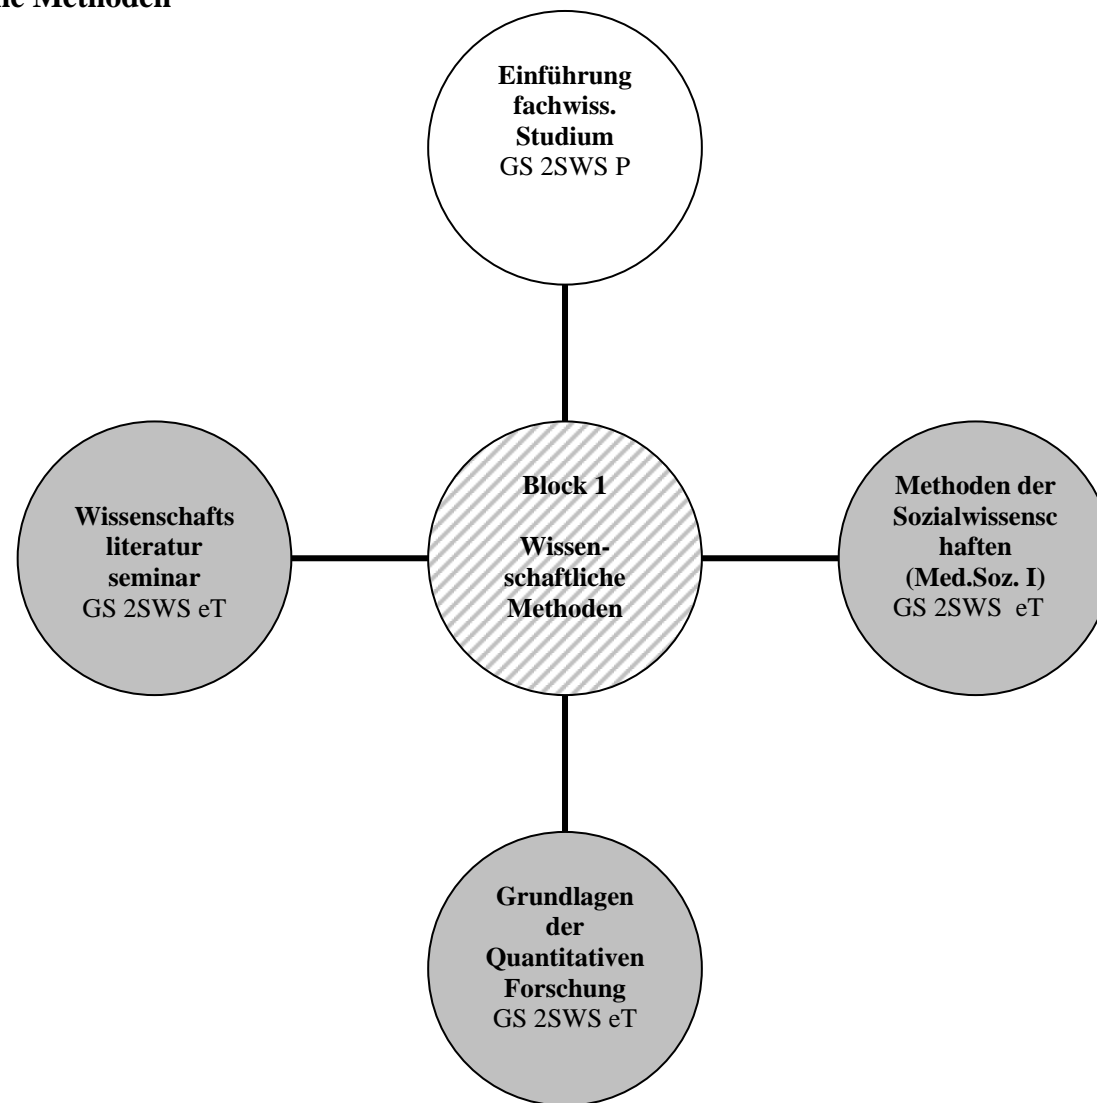 Methoden
Einführung
fachwiss.
Studium
GS 2SWS P
Wissenschafts
literatur
seminar
GS 2SWS eT
Block 1
Wissen-
schaftliche
Methoden
Methoden der
Sozialwissensc
haften
(Med.Soz. I)
GS 2SWS  eT
Grundlagen
der
Quantitativen
Forschung
GS 2SWS eT